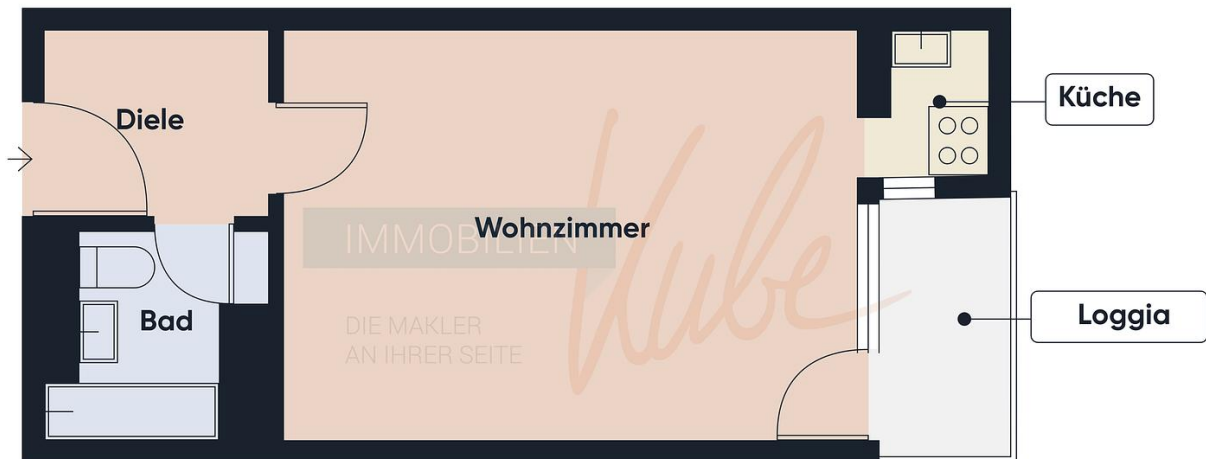 Küche
Diele
Wohnzimmer
IMMOBILIEN
Kube
Bad
Loggia
DIE MAKLER
AN IHRER SEITE